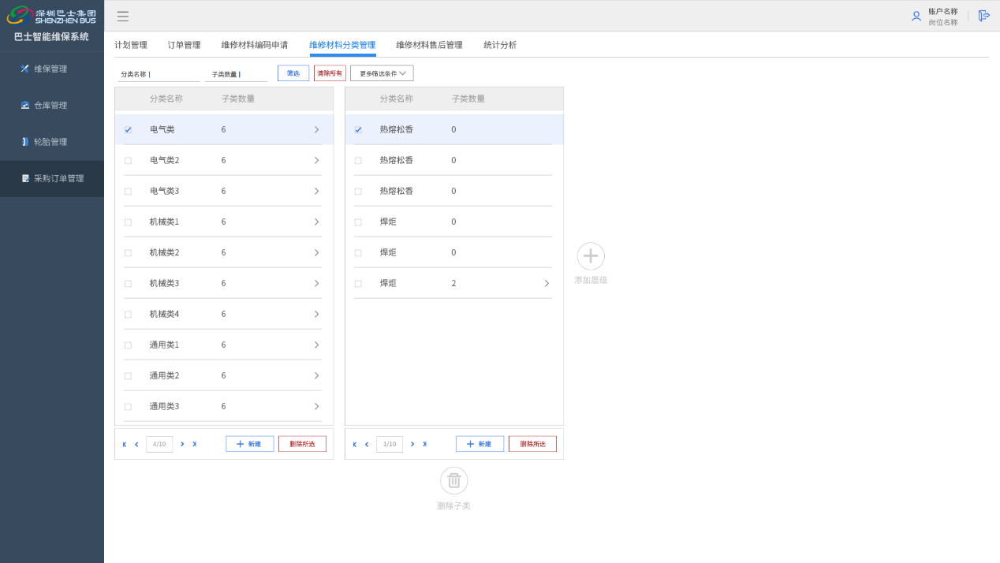 深圳巴士集团
SHENZHEN BUS
巴士智能维保系统
维保管理
仓库管理
轮胎管理
采购订单管理
账户名称
岗位名称
计划管理 订单管理 维修材料编码申请 维修材料分类管理 维修材料售后管理 统计分析
分类名称 子类数量 筛选 清除所有 更多筛选条件
分类名称 子类数量
电气类 6
电气类2 6
电气类3 6
机械类1 6
机械类2 6
机械类3 6
机械类4 6
通用类1 6
通用类2 6
通用类3 6
4/10 新建 删除所选
分类名称 子类数量
热熔松香 0
热熔松香 0
热熔松香 0
焊炬 0
焊炬 0
焊炬 2
1/10 新建 删除所选
添加层级
删除子类